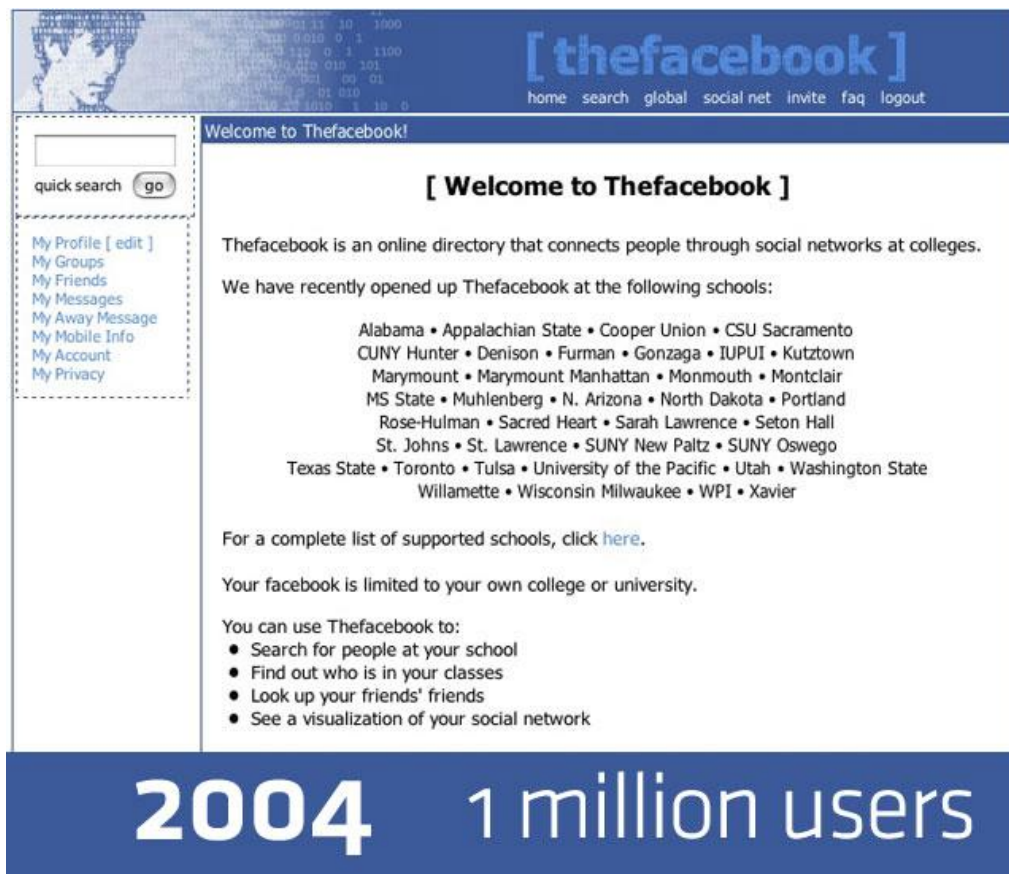 [ thefacebook ]
home search global social net invite faq logout
quick search go
My Profile [ edit ]
My Groups
My Friends
My Messages
My Away Message
My Mobile Info
My Account
My Privacy
Welcome to Thefacebook!
[ Welcome to Thefacebook ]
Thefacebook is an online directory that connects people through social networks at colleges.
We have recently opened up Thefacebook at the following schools:
Alabama • Appalachian State • Cooper Union • CSU Sacramento
CUNY Hunter • Denison • Furman • Gonzaga • IUPUI • Kutztown
Marymount • Marymount Manhattan • Monmouth • Montclair
MS State • Muhlenberg • N. Arizona • North Dakota • Portland
Rose-Hulman • Sacred Heart • Sarah Lawrence • Seton Hall
St. Johns • St. Lawrence • SUNY New Paltz • SUNY Oswego
Texas State • Toronto • Tulsa • University of the Pacific • Utah • Washington State
Willamette • Wisconsin Milwaukee • WPI • Xavier
For a complete list of supported schools, click here.
Your facebook is limited to your own college or university.
You can use Thefacebook to:
• Search for people at your school
• Find out who is in your classes
• Look up your friends' friends
• See a visualization of your social network
2004 1 million users